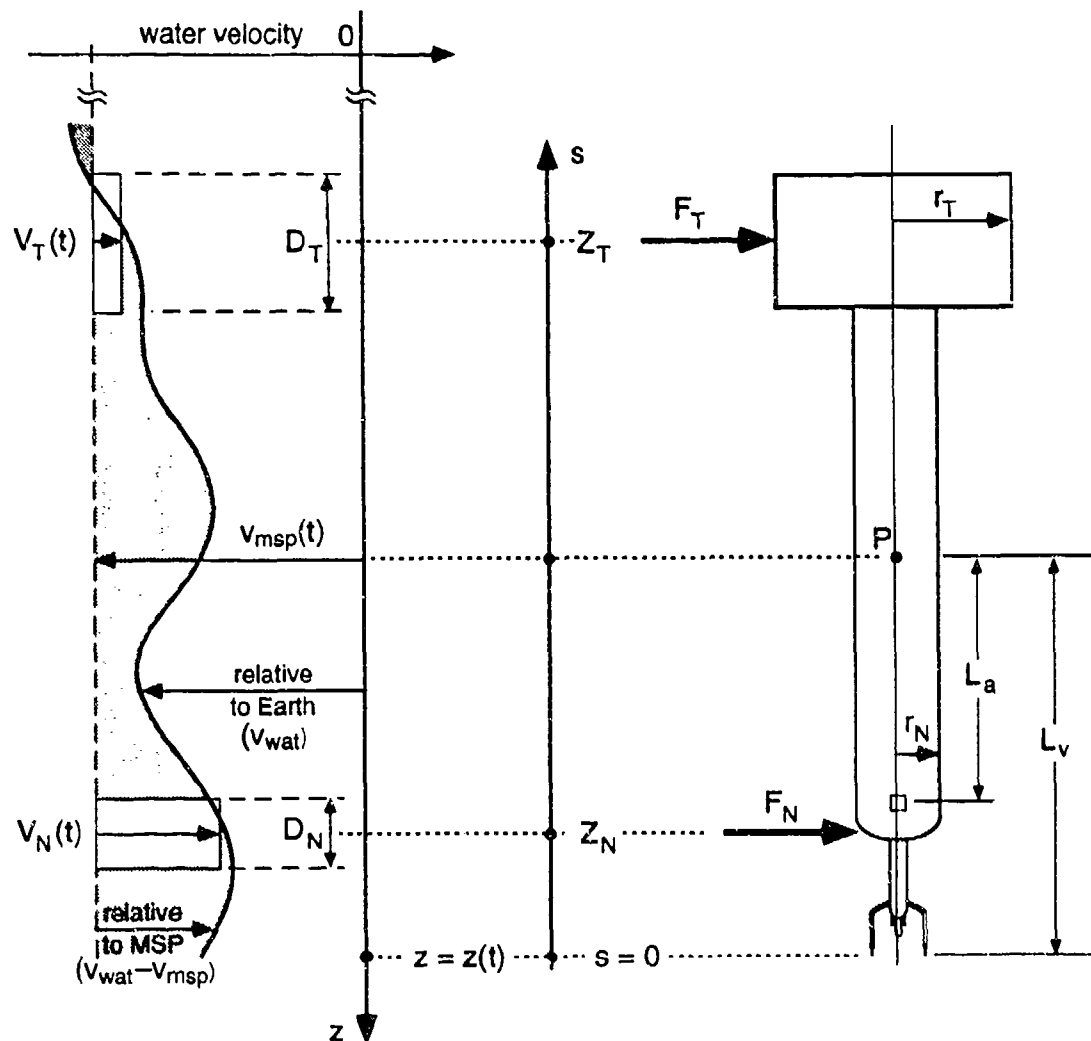 water velocity 0
s
V_T(t)
D_T
Z_T
F_T
r_T
v_msp(t)
P
relative
to Earth
(v_wat)
L_a
r_N
L_v
V_N(t)
D_N
Z_N
F_N
relative
to MSP
(v_wat−v_msp)
z = z(t)
s = 0
z